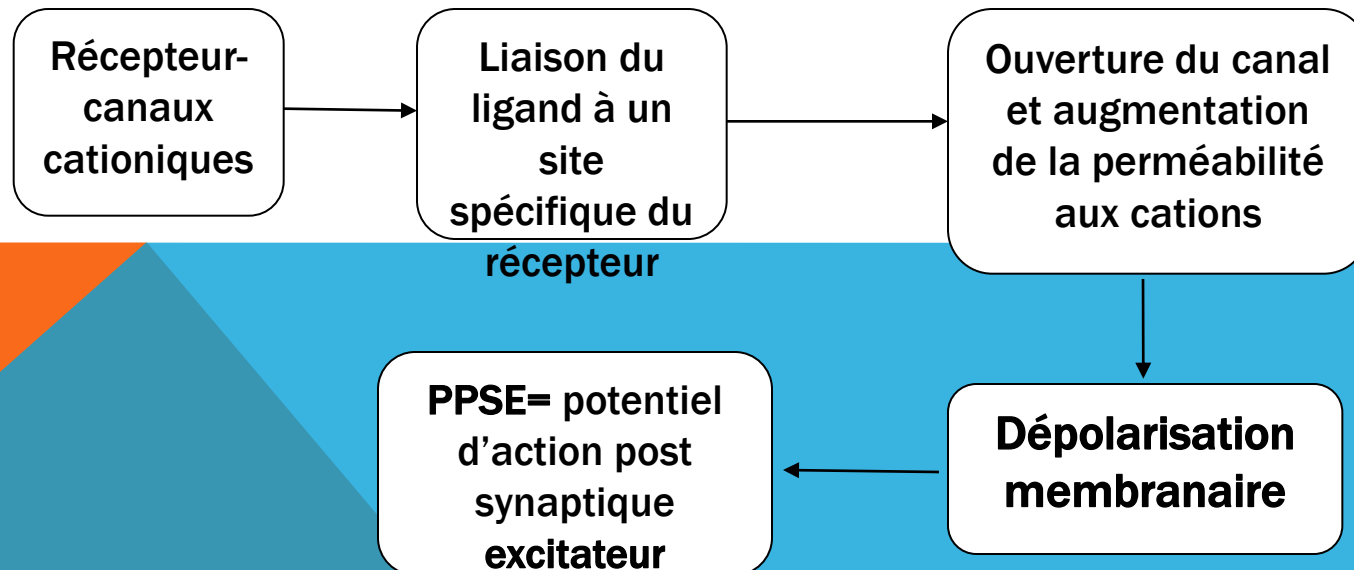 Récepteur-
canaux
cationiques
Liaison du
ligand à un
site
spécifique du
récepteur
Ouverture du canal
et augmentation
de la perméabilité
aux cations
Dépolarisation
membranaire
PPSE= potentiel
d’action post
synaptique
excitateur